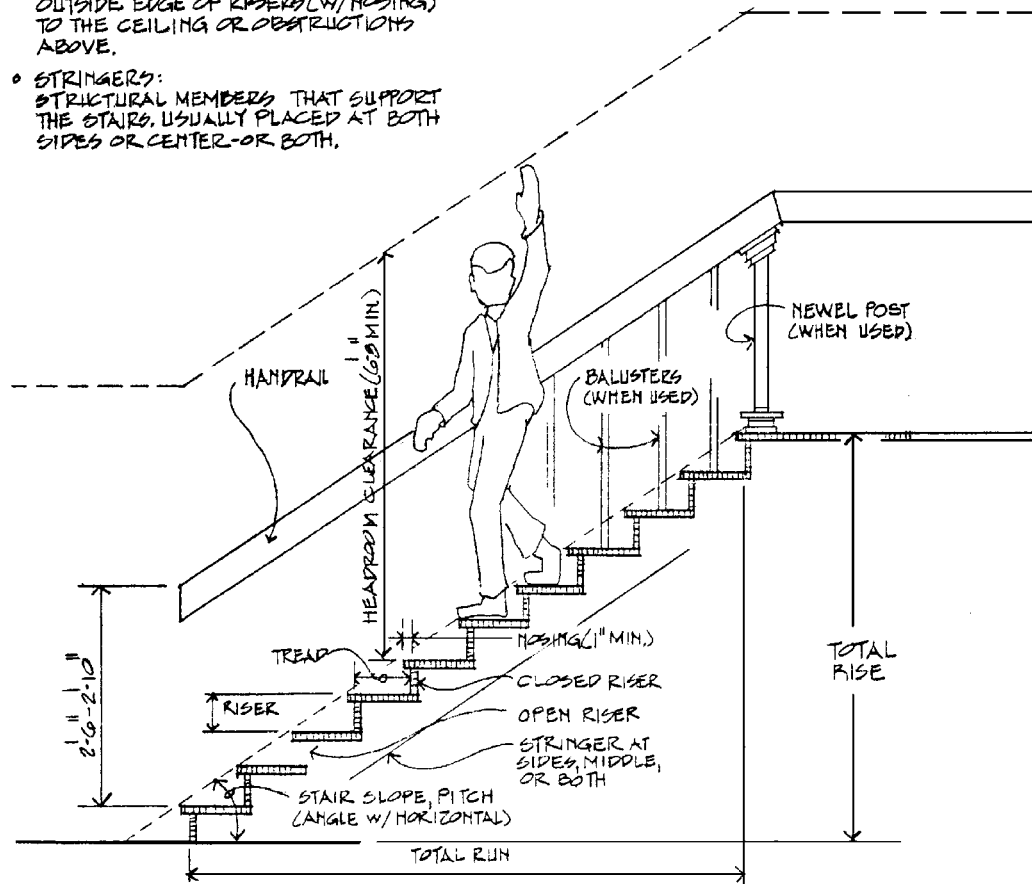 OUTSIDE EDGE OF RISERS (W/ NOSING)
TO THE CEILING OR OBSTRUCTIONS
ABOVE.
• STRINGERS:
STRUCTURAL MEMBERS THAT SUPPORT
THE STAIRS. USUALLY PLACED AT BOTH
SIDES OR CENTER-OR BOTH.
HEADROOM CLEARANCE (6'8" MIN.)
HANDRAIL
NEWEL POST
(WHEN USED)
BALUSTERS
(WHEN USED)
NOSING (1" MIN.)
TREAD
CLOSED RISER
RISER
OPEN RISER
STRINGER AT
SIDES, MIDDLE,
OR BOTH
2'-6"-2'-10"
STAIR SLOPE, PITCH
(ANGLE W/ HORIZONTAL)
TOTAL
RISE
TOTAL RUN